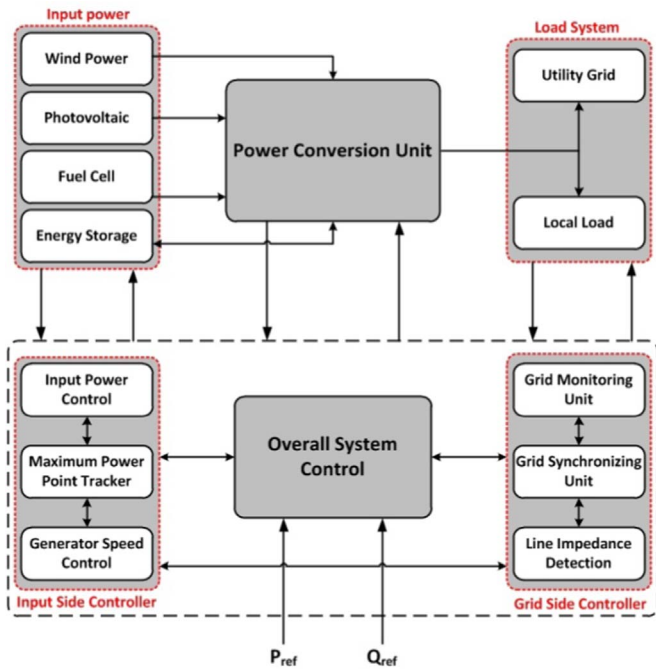 Input power
Wind Power
Photovoltaic
Fuel Cell
Energy Storage
Power Conversion Unit
Load System
Utility Grid
Local Load
Input Power
Control
Maximum Power
Point Tracker
Generator Speed
Control
Input Side Controller
Overall System
Control
Grid Monitoring
Unit
Grid Synchronizing
Unit
Line Impedance
Detection
Grid Side Controller
Pref
Qref